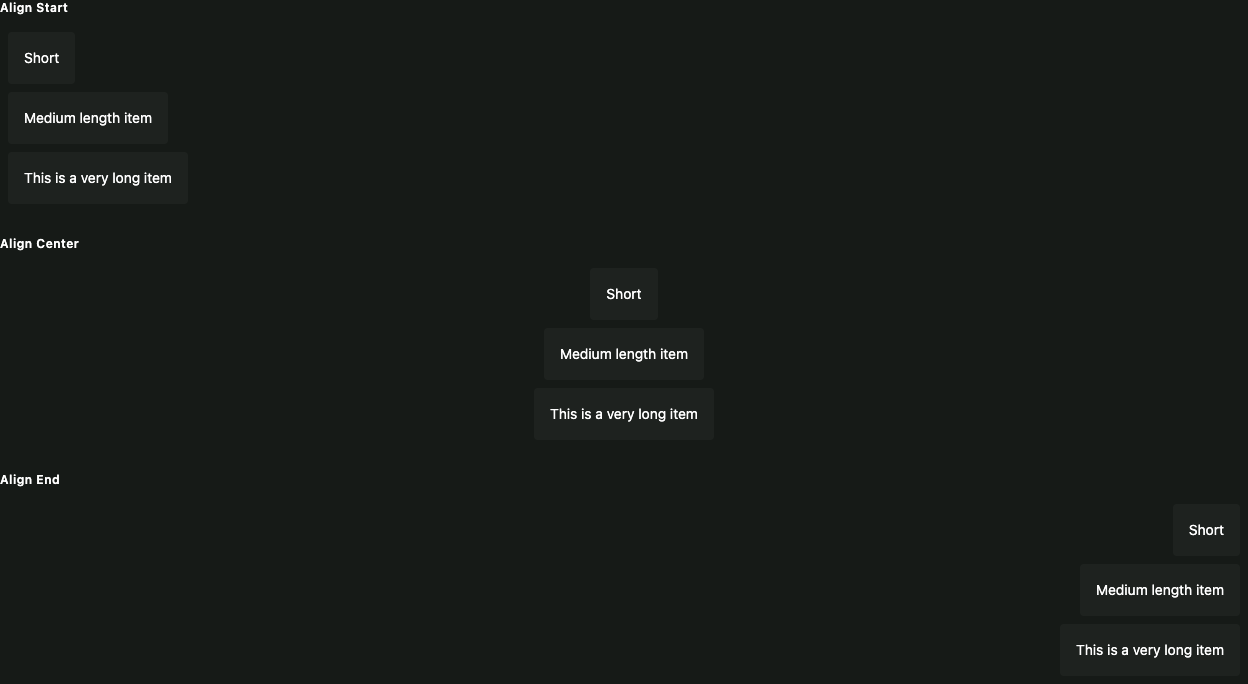 Align Start
Short
Medium length item
This is a very long item
Align Center
Short
Medium length item
This is a very long item
Align End
Short
Medium length item
This is a very long item